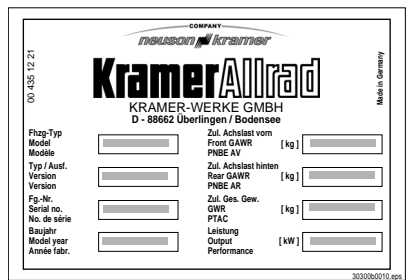 COMPANY
neuson kramer
00 435 12 21
KramerAllrad
Made in Germany
KRAMER-WERKE GMBH
D - 88662 Überlingen / Bodensee
Fhzg-Typ
Model
Modèle
Zul. Achslast vorn
Front GAWR [ kg ]
PNBE AV
Typ / Ausf.
Version
Version
Zul. Achslast hinten
Rear GAWR [ kg ]
PNBE AR
Fg.-Nr.
Serial no.
No. de série
Zul. Ges. Gew.
GWR [ kg ]
PTAC
Baujahr
Model year
Année fabr.
Leistung
Output [ kW ]
Performance
30300b0010.eps